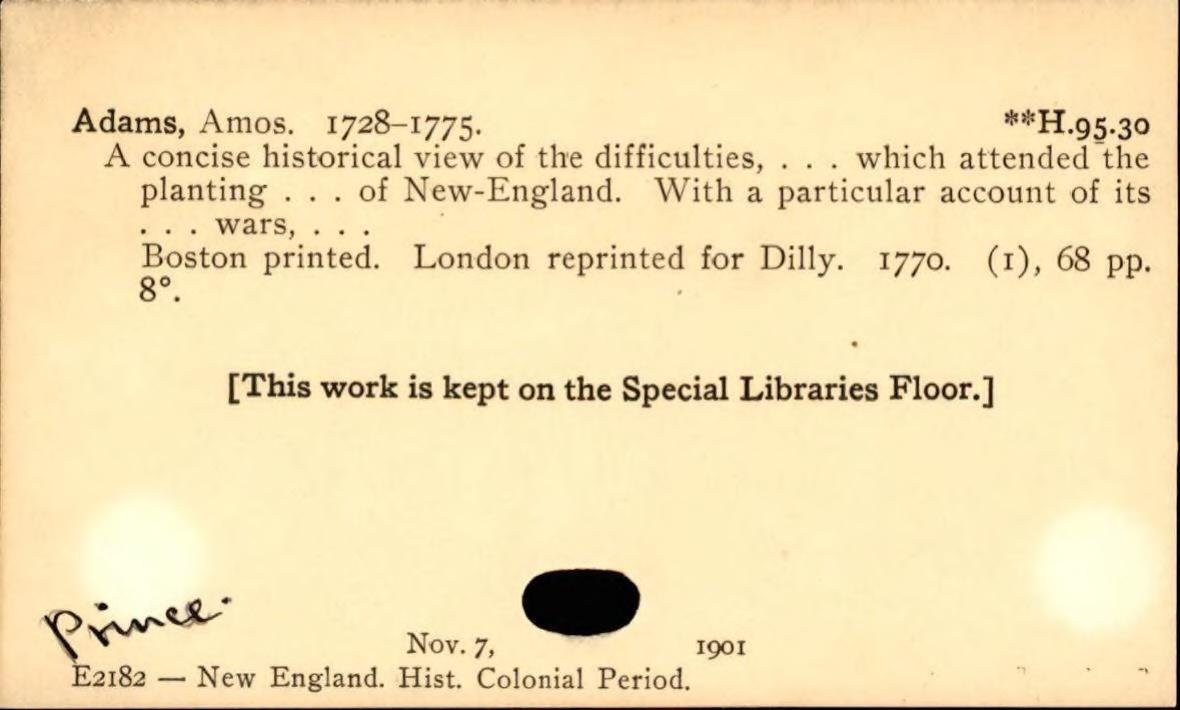 Adams, Amos. 1728–1775. **H.95.30
A concise historical view of the difficulties, . . . which attended the
planting . . . of New-England. With a particular account of its
. . . wars, . . .
Boston printed. London reprinted for Dilly. 1770. (1), 68 pp.
8°.
[This work is kept on the Special Libraries Floor.]
Prince.
Nov. 7, 1901
E2182 — New England. Hist. Colonial Period.